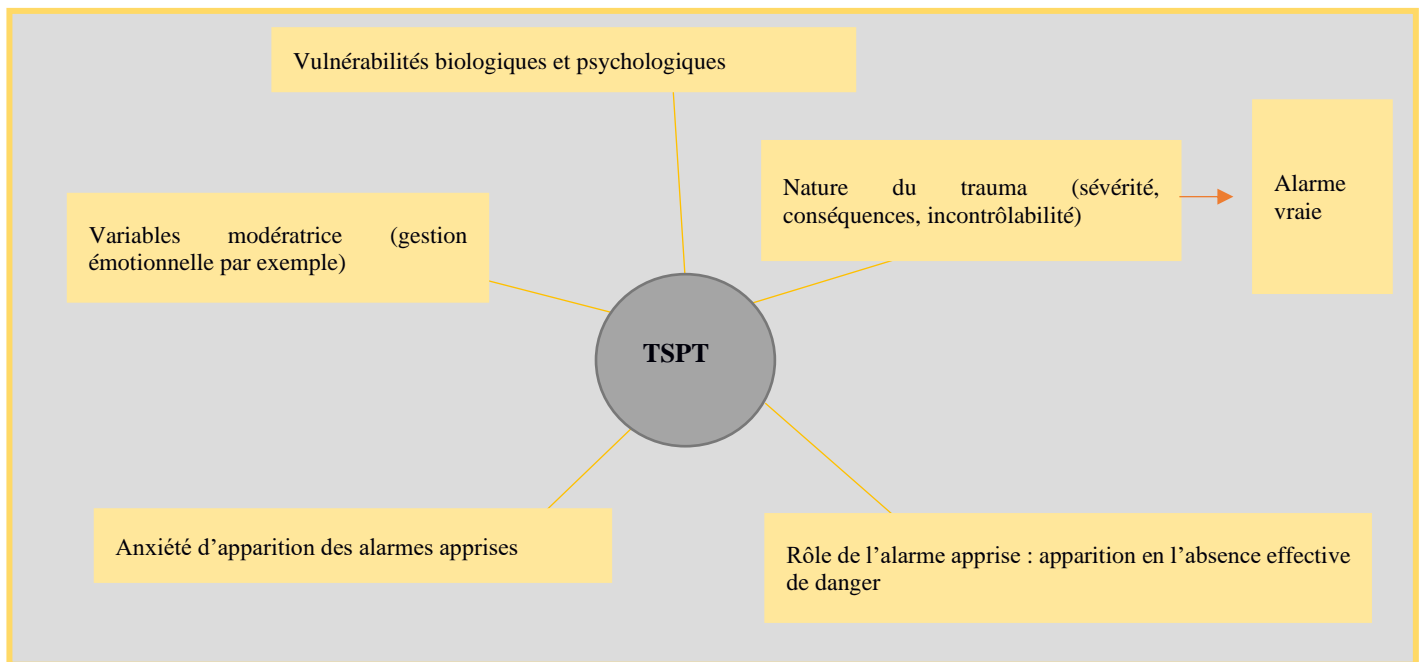 Vulnérabilités biologiques et psychologiques
Nature du trauma (sévérité,
conséquences, incontrôlabilité)
Alarme
vraie
Variables modératrice (gestion
émotionnelle par exemple)
TSPT
Anxiété d’apparition des alarmes apprises
Rôle de l’alarme apprise : apparition en l’absence effective
de danger